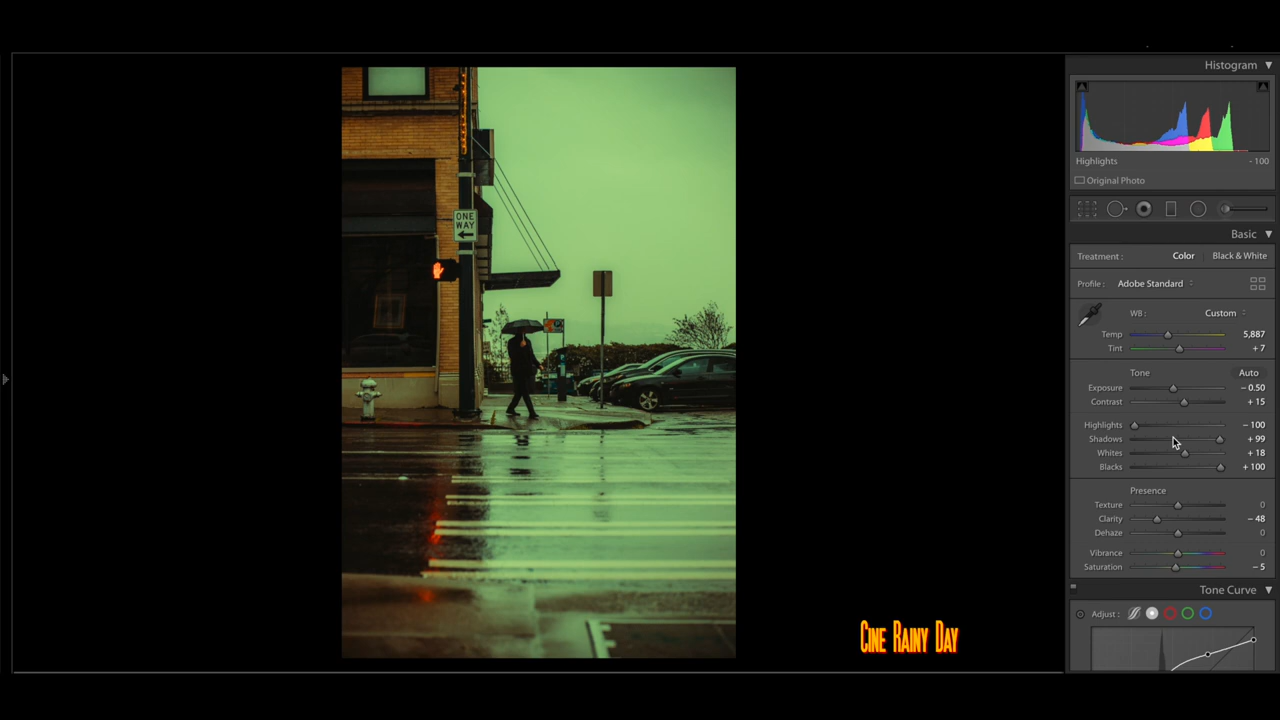 Histogram
Highlights - 100
Original Photo
Basic
Treatment : Color Black & White
Profile : Adobe Standard
WB : Custom
Temp 5,887
Tint + 7
Tone Auto
Exposure − 0.50
Contrast + 15
Highlights − 100
Shadows + 99
Whites + 18
Blacks + 100
Presence
Texture 0
Clarity − 48
Dehaze 0
Vibrance 0
Saturation − 5
Tone Curve
Adjust :
ONE
WAY
Cine Rainy Day